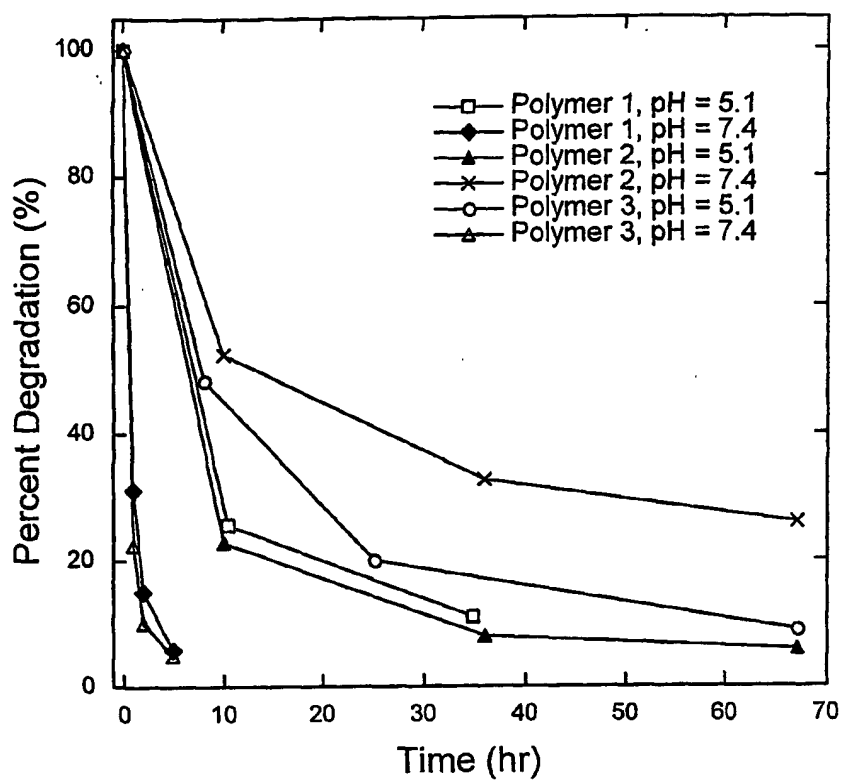 100
80
60
40
20
0
Percent Degradation (%)
Polymer 1, pH = 5.1
Polymer 1, pH = 7.4
Polymer 2, pH = 5.1
Polymer 2, pH = 7.4
Polymer 3, pH = 5.1
Polymer 3, pH = 7.4
0 10 20 30 40 50 60 70
Time (hr)